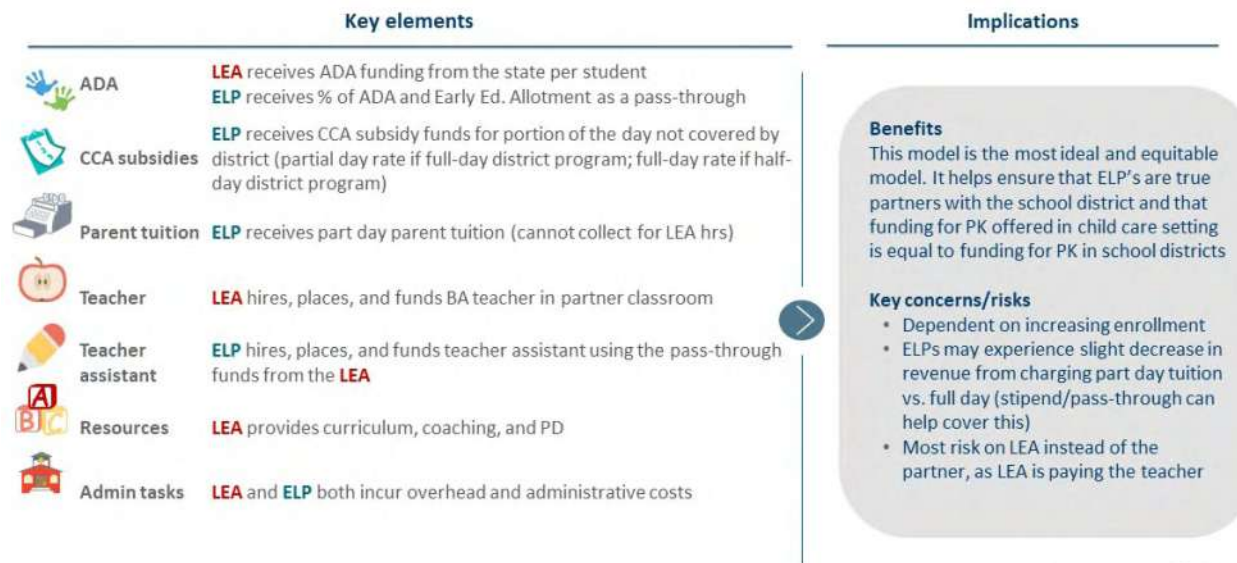 Key elements
ADA
LEA receives ADA funding from the state per student
ELP receives % of ADA and Early Ed. Allotment as a pass-through
CCA subsidies
ELP receives CCA subsidy funds for portion of the day not covered by
district (partial day rate if full-day district program; full-day rate if half-
day district program)
Parent tuition
ELP receives part day parent tuition (cannot collect for LEA hrs)
Teacher
LEA hires, places, and funds BA teacher in partner classroom
Teacher
assistant
ELP hires, places, and funds teacher assistant using the pass-through
funds from the LEA
A
B C
Resources
LEA provides curriculum, coaching, and PD
Admin tasks
LEA and ELP both incur overhead and administrative costs
Implications
Benefits
This model is the most ideal and equitable
model. It helps ensure that ELP's are true
partners with the school district and that
funding for PK offered in child care setting
is equal to funding for PK in school districts
Key concerns/risks
• Dependent on increasing enrollment
• ELPs may experience slight decrease in
revenue from charging part day tuition
vs. full day (stipend/pass-through can
help cover this)
• Most risk on LEA instead of the
partner, as LEA is paying the teacher